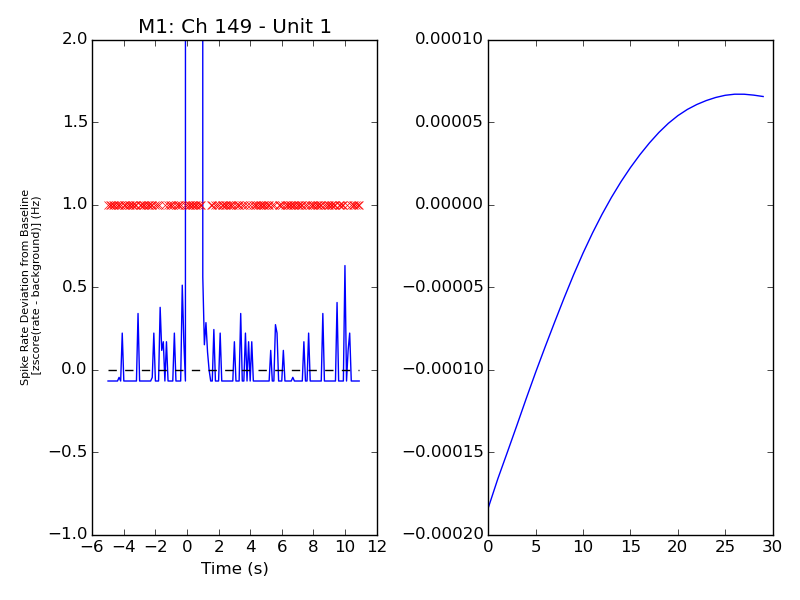 M1: Ch 149 - Unit 1
Spike Rate Deviation from Baseline
[zscore(rate - background)] (Hz)
2.0
1.5
1.0
0.5
0.0
−0.5
−1.0
−6 −4 −2 0 2 4 6 8 10 12
Time (s)
0.00010
0.00005
0.00000
−0.00005
−0.00010
−0.00015
−0.00020
0 5 10 15 20 25 30